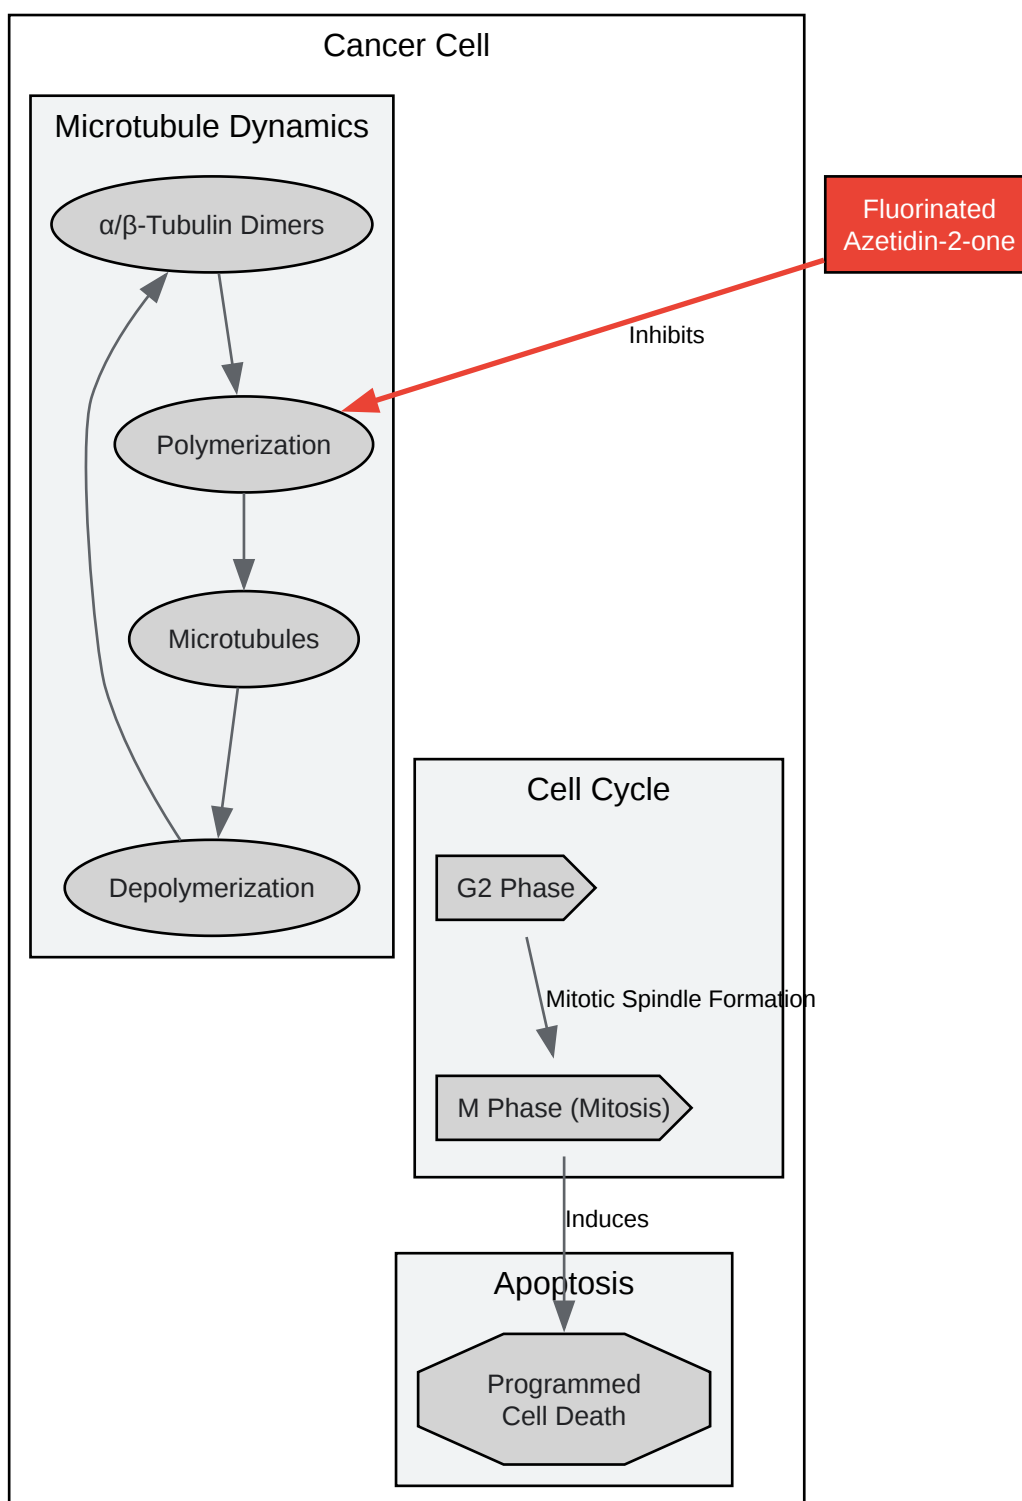 Cancer Cell
Microtubule Dynamics
α/β-Tubulin Dimers
Fluorinated
Azetidin-2-one
Inhibits
Polymerization
Microtubules
Cell Cycle
Depolymerization
G2 Phase
Mitotic Spindle Formation
M Phase (Mitosis)
Induces
Apoptosis
Programmed
Cell Death